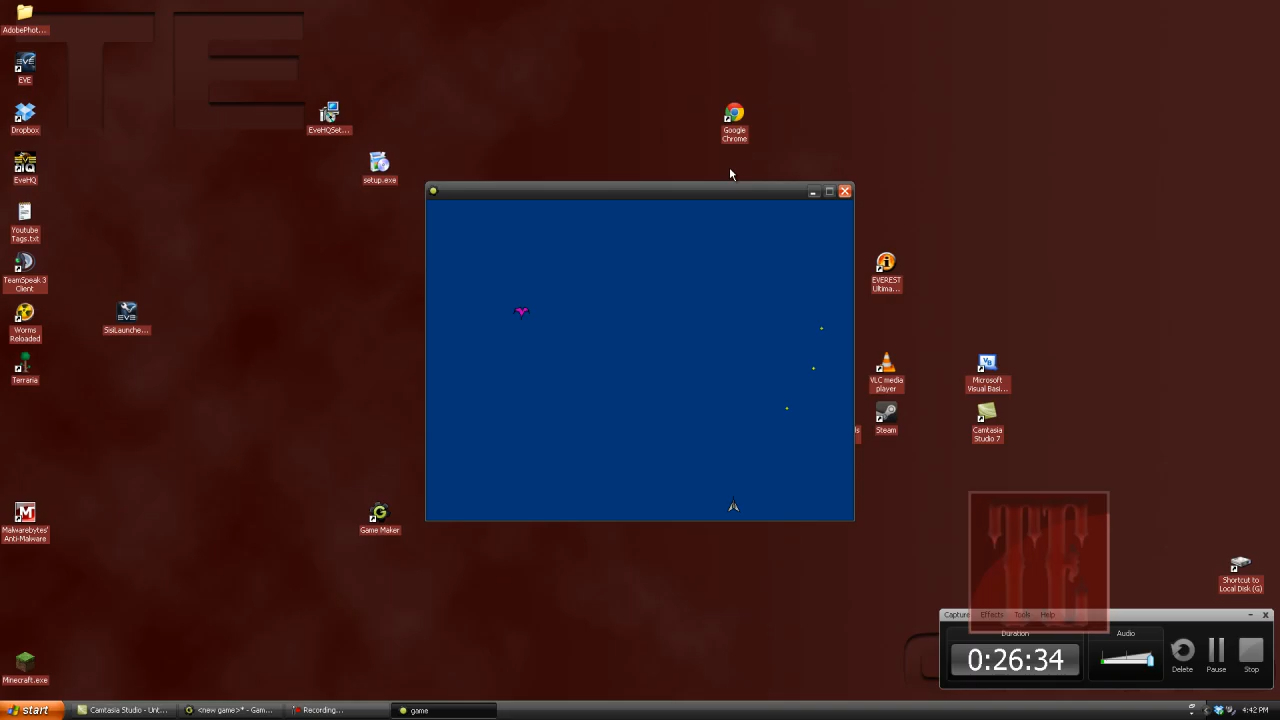 TE
AdobePhot...
EVE
Dropbox
EveHQ
Youtube
Tags.txt
TeamSpeak 3
Client
Worms
Reloaded
Terraria
Malwarebytes'
Anti-Malware
Minecraft.exe
SisiLaunche...
EveHQSet...
setup.exe
Game Maker
Google
Chrome
EVEREST
Ultima...
VLC media
player
Steam
Microsoft
Visual Basi...
Camtasia
Studio 7
Shortcut to
Local Disk (G)
Capture Effects Tools Help
Duration
Audio
0:26:34
Delete
Pause
Stop
start
Camtasia Studio - Unt...
<new game>* - Gam...
Recording...
game
4:42 PM